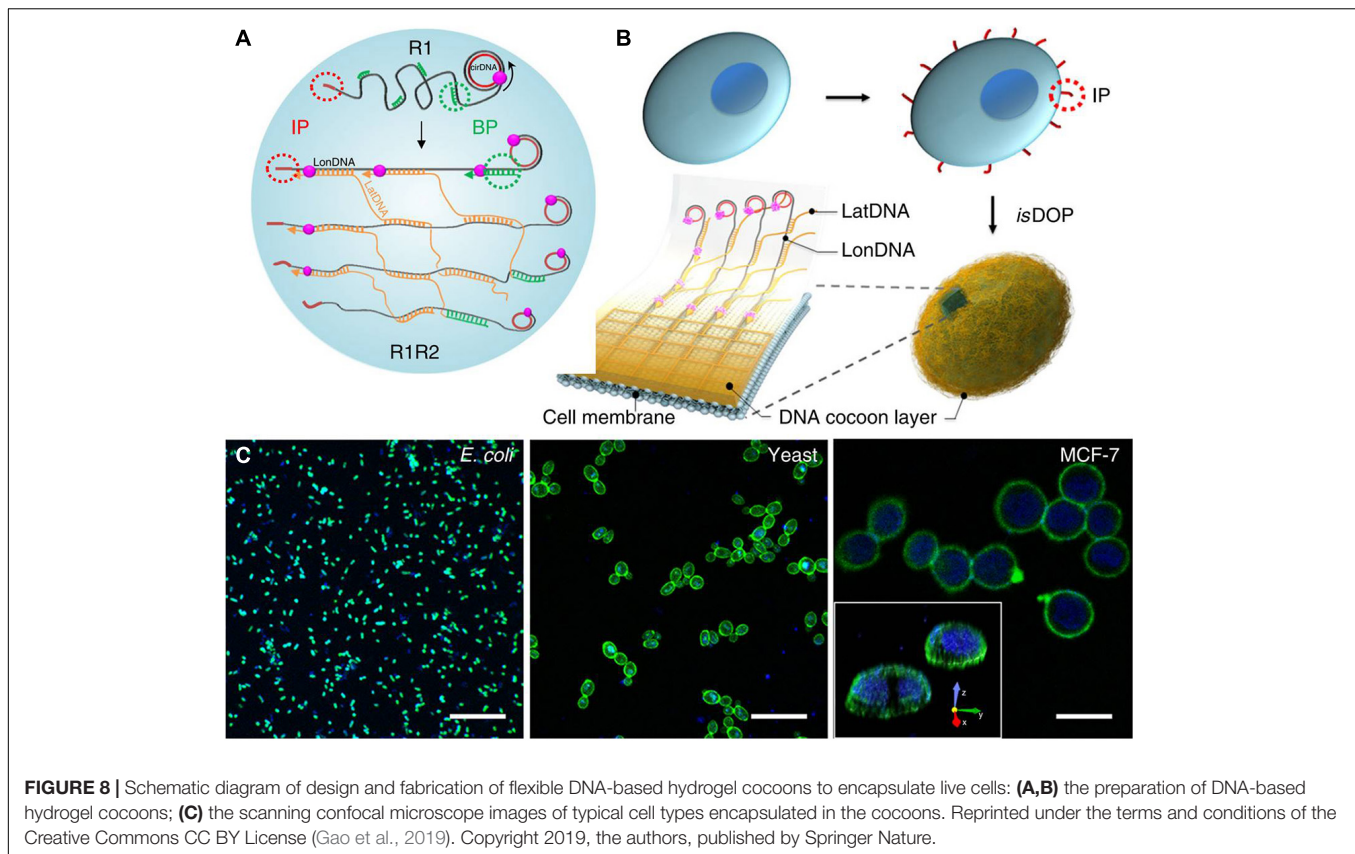 A
R1
cirDNA
IP
BP
LonDNA
LatDNA
R1R2
B
IP
isDOP
LatDNA
LonDNA
Cell membrane
DNA cocoon layer
C
E. coli
Yeast
MCF-7
z
y
x
FIGURE 8 | Schematic diagram of design and fabrication of flexible DNA-based hydrogel cocoons to encapsulate live cells: (A,B) the preparation of DNA-based
hydrogel cocoons; (C) the scanning confocal microscope images of typical cell types encapsulated in the cocoons. Reprinted under the terms and conditions of the
Creative Commons CC BY License (Gao et al., 2019). Copyright 2019, the authors, published by Springer Nature.